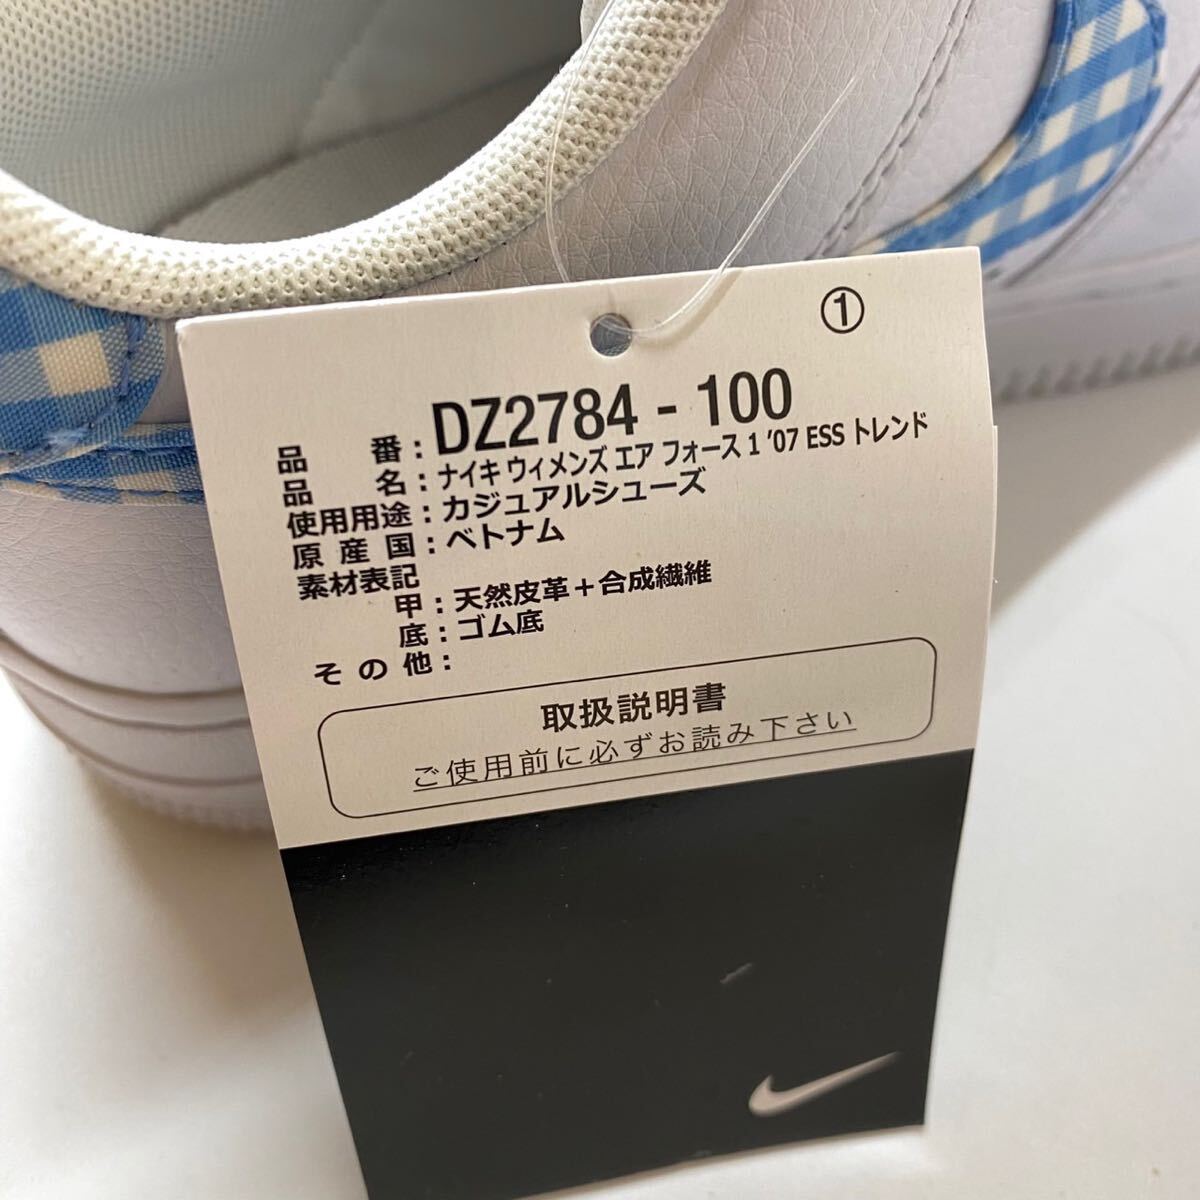 ①
品番：DZ2784 - 100
品名：ナイキ ウィメンズ エア フォース 1 '07 ESS トレンド
使用用途：カジュアルシューズ
原産国：ベトナム
素材表記
甲：天然皮革＋合成繊維
底：ゴム底
その他：
取扱説明書
ご使用前に必ずお読み下さい